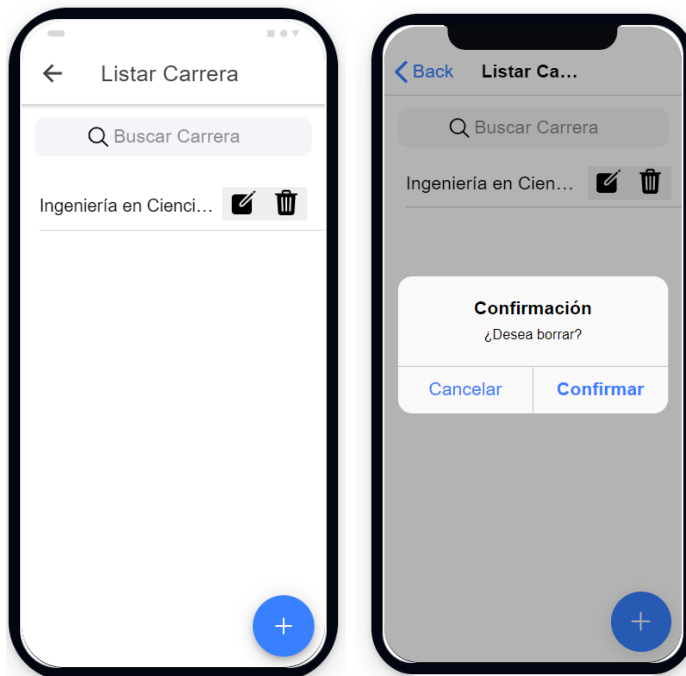 Listar Carrera
Buscar Carrera
Ingeniería en Cienci...
Back
Listar Ca...
Buscar Carrera
Ingeniería en Cien...
Confirmación
¿Desea borrar?
Cancelar
Confirmar